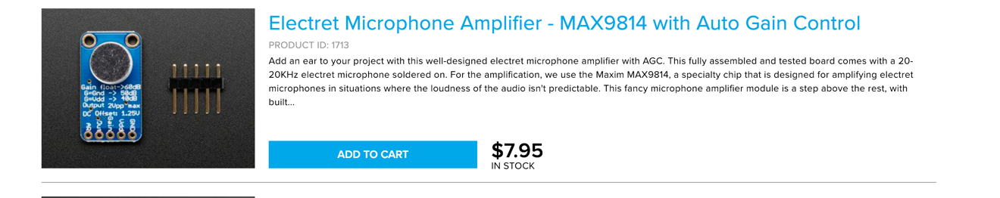 Electret Microphone Amplifier - MAX9814 with Auto Gain Control
PRODUCT ID: 1713
Add an ear to your project with this well-designed electret microphone amplifier with AGC. This fully assembled and tested board comes with a 20-
20KHz electret microphone soldered on. For the amplification, we use the Maxim MAX9814, a specialty chip that is designed for amplifying electret
microphones in situations where the loudness of the audio isn't predictable. This fancy microphone amplifier module is a step above the rest, with
built...
ADD TO CART
$7.95
IN STOCK
Gain float->60dB
G=Gnd -> 50dB
G=Vdd -> 40dB
Output 2Vpp max
DC Offset: 1.25V
AR
Out
Gain
Vdd
GND